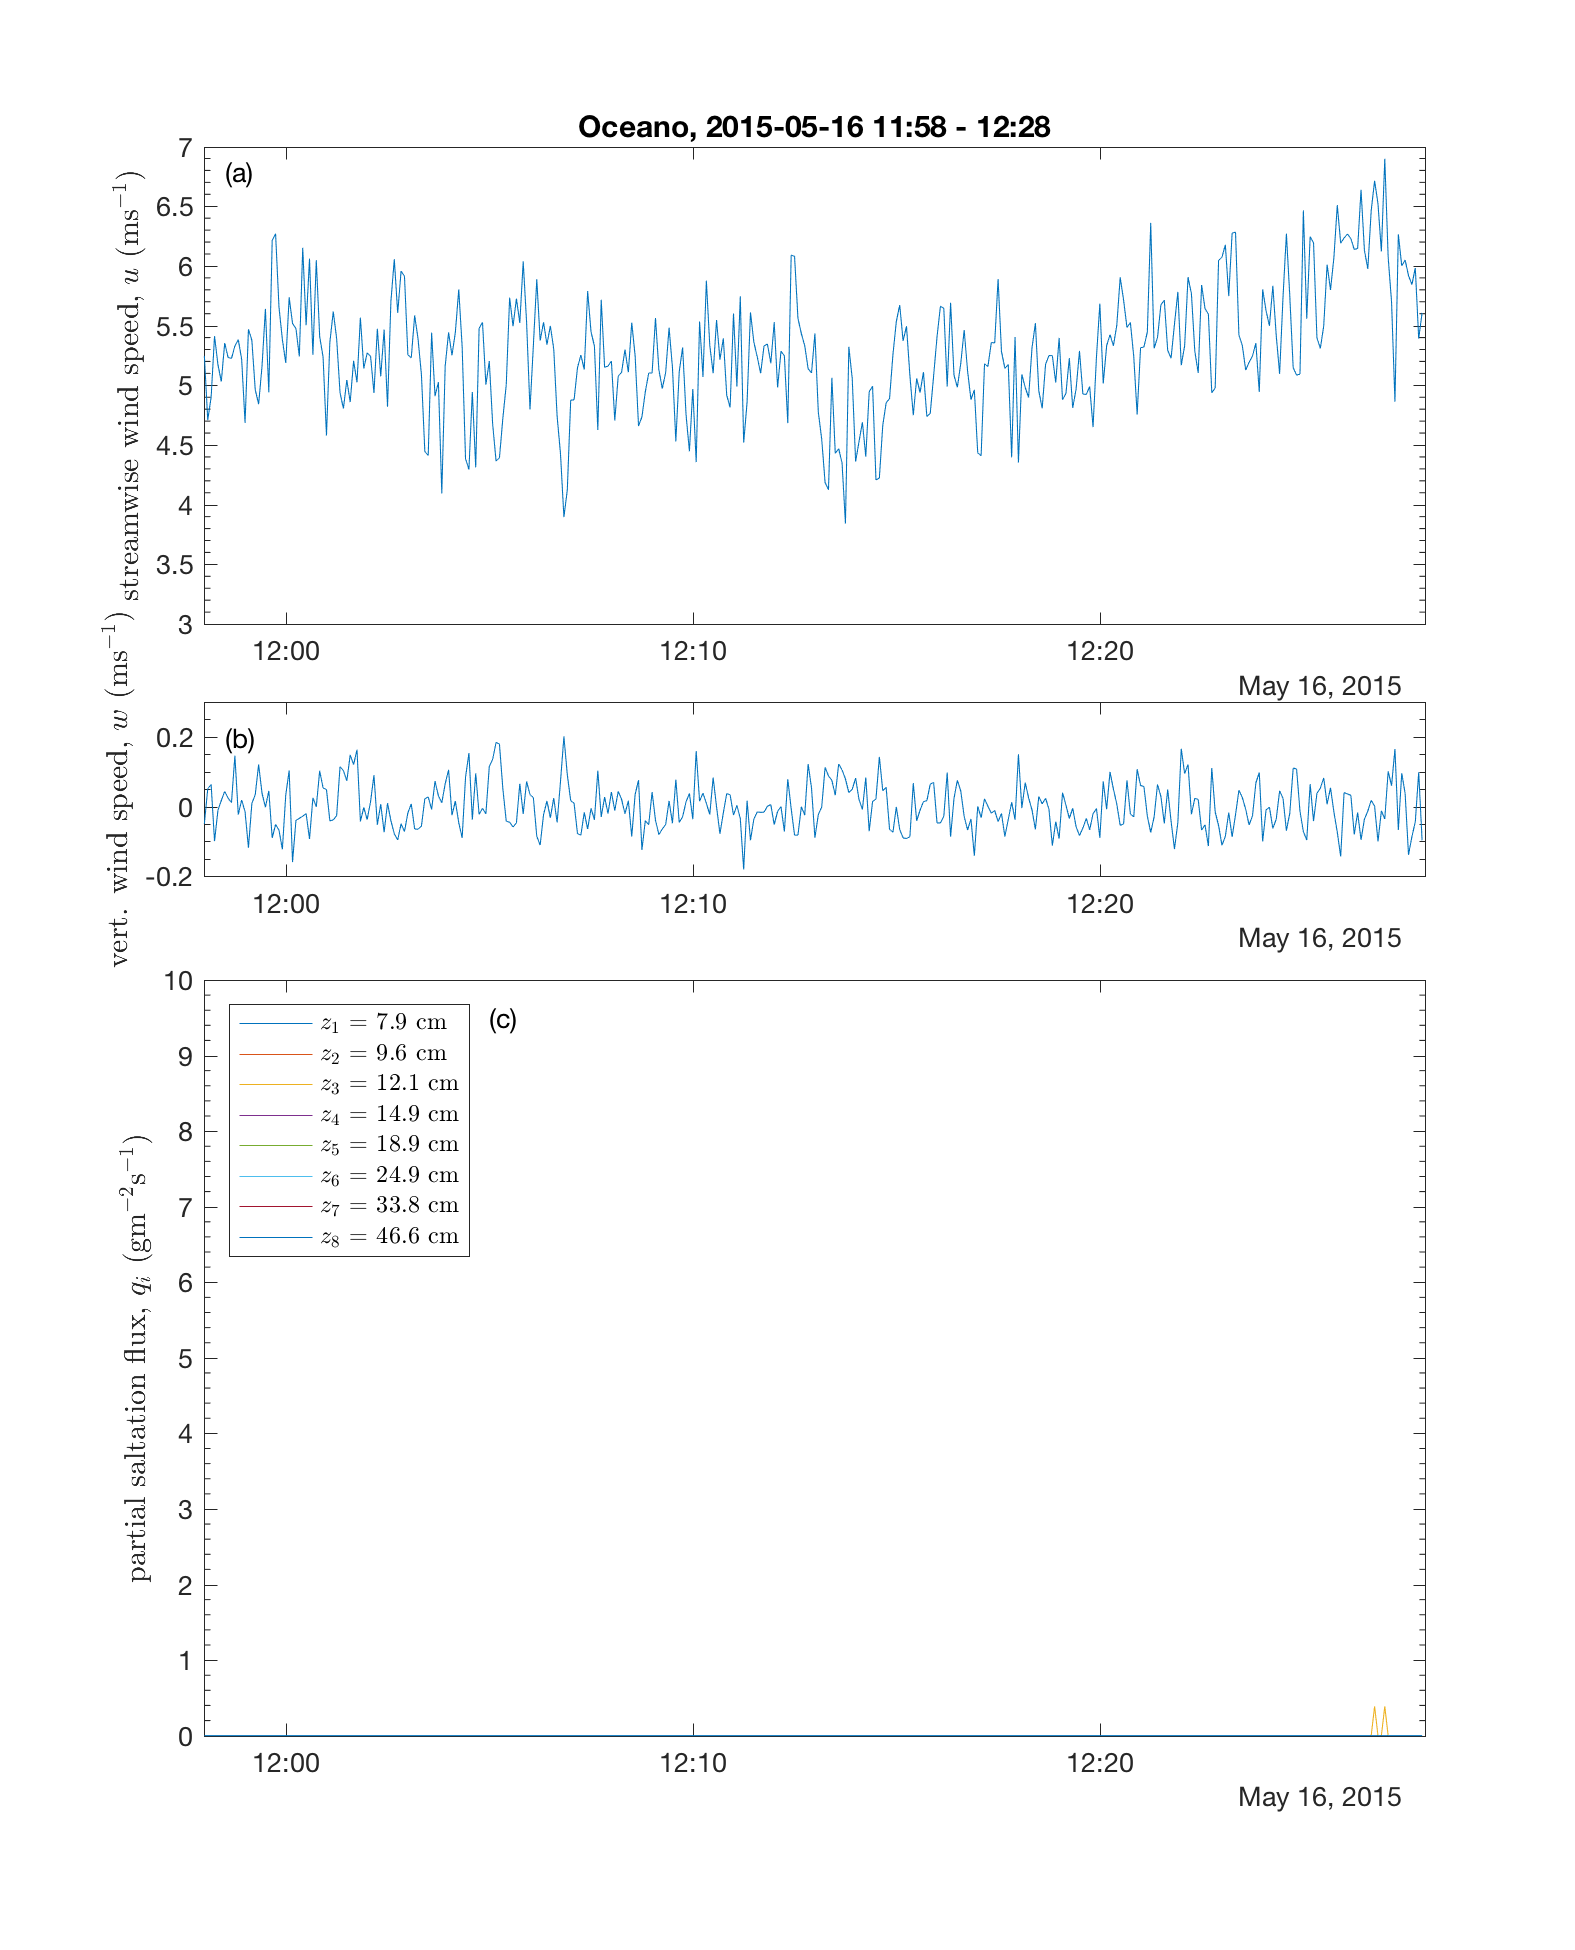 Oceano, 2015-05-16 11:58 - 12:28
(a)
streamwise wind speed, u (ms⁻¹)
7
6.5
6
5.5
5
4.5
4
3.5
3
12:00 12:10 12:20
May 16, 2015
(b)
vert. wind speed, w (ms⁻¹)
0.2
0
-0.2
12:00 12:10 12:20
May 16, 2015
(c)
partial saltation flux, qᵢ (gm⁻²s⁻¹)
10
9
8
7
6
5
4
3
2
1
0
z₁ = 7.9 cm
z₂ = 9.6 cm
z₃ = 12.1 cm
z₄ = 14.9 cm
z₅ = 18.9 cm
z₆ = 24.9 cm
z₇ = 33.8 cm
z₈ = 46.6 cm
12:00 12:10 12:20
May 16, 2015